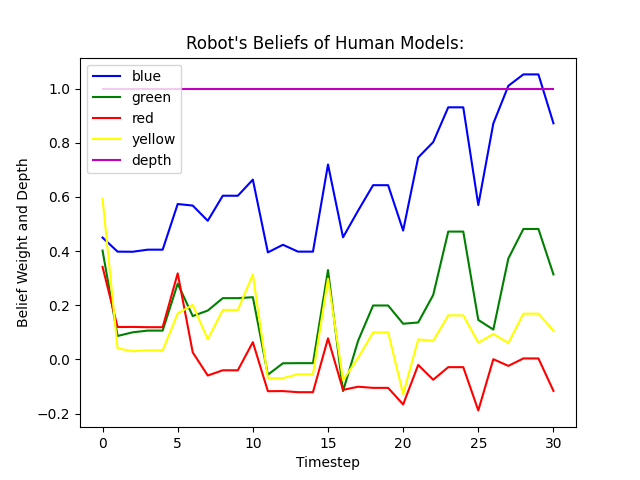 Robot's Beliefs of Human Models:
blue
green
red
yellow
depth
Belief Weight and Depth
1.0
0.8
0.6
0.4
0.2
0.0
−0.2
0 5 10 15 20 25 30
Timestep